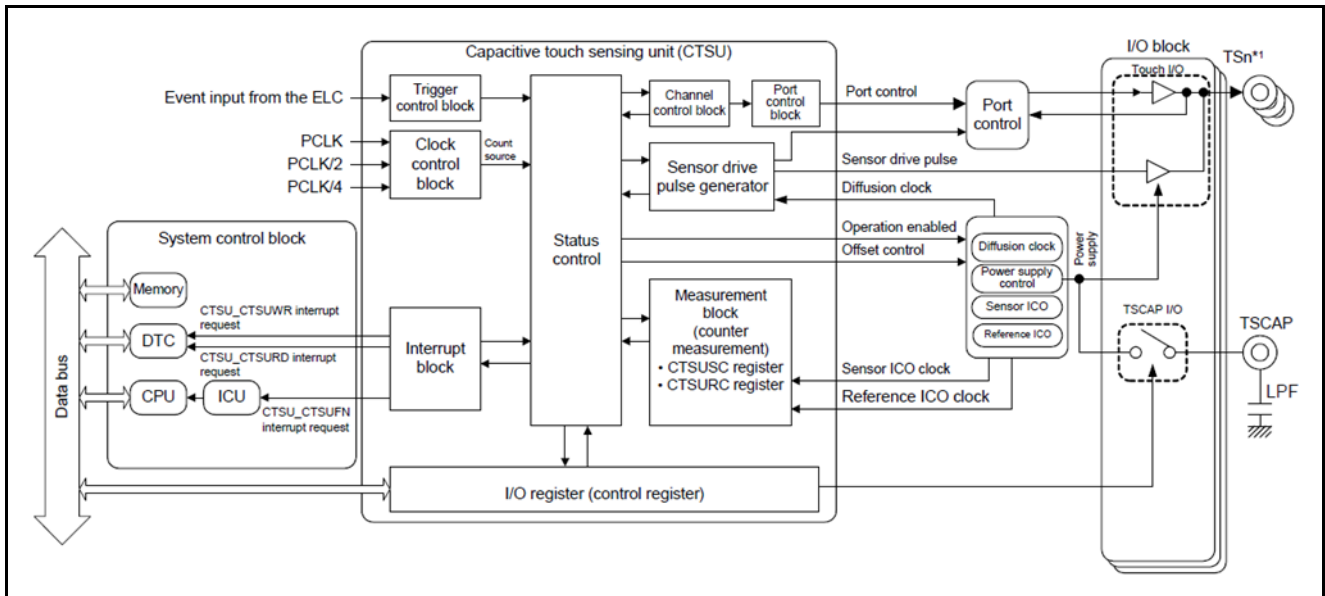 Capacitive touch sensing unit (CTSU)
I/O block
TSn*1
Touch I/O
Event input from the ELC
Trigger
control block
Channel
control block
Port
control
block
Port control
Port
control
PCLK
PCLK/2
PCLK/4
Clock
control
block
Count
source
Sensor drive
pulse generator
Sensor drive pulse
Diffusion clock
System control block
Status
control
Operation enabled
Offset control
Diffusion clock
Power supply
control
Sensor ICO
Reference ICO
Power
supply
Data bus
Memory
DTC
CPU
ICU
CTSU_CTSUWR interrupt
request
CTSU_CTSURD interrupt
request
CTSU_CTSUFN
interrupt request
Interrupt
block
Measurement
block
(counter
measurement)
• CTSUSC register
• CTSURC register
Sensor ICO clock
Reference ICO clock
TSCAP I/O
TSCAP
LPF
I/O register (control register)